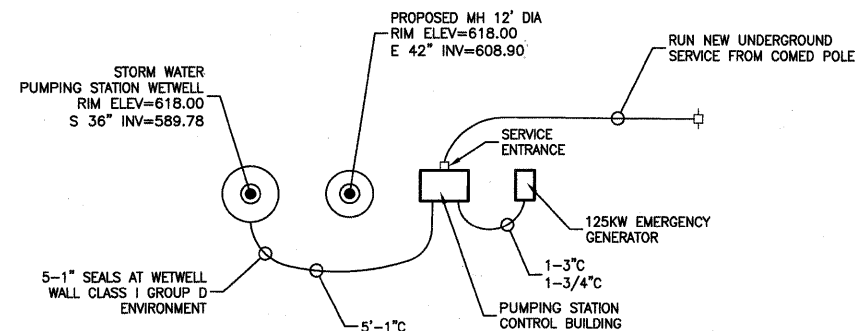 PROPOSED MH 12' DIA
RIM ELEV=618.00
E 42" INV=608.90
RUN NEW UNDERGROUND
SERVICE FROM COMED POLE
STORM WATER
PUMPING STATION WETWELL
RIM ELEV=618.00
S 36" INV=589.78
SERVICE
ENTRANCE
125KW EMERGENCY
GENERATOR
5-1" SEALS AT WETWELL
WALL CLASS I GROUP D
ENVIRONMENT
1-3"C
1-3/4"C
5'-1"C
PUMPING STATION
CONTROL BUILDING